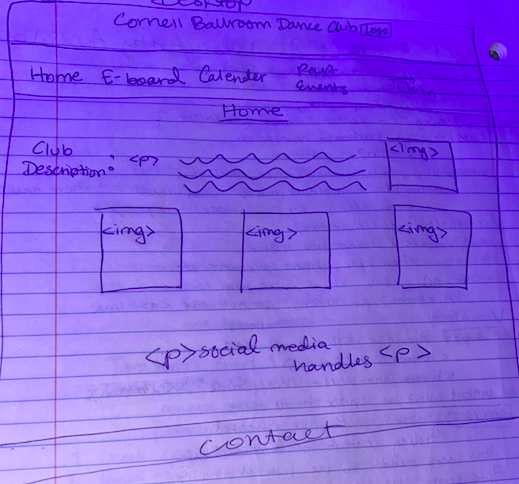 DESKTOP
Cornell Ballroom Dance Club [Logo]
Home E-board Calender Past Events Join
Home
Club Description: <p>
<img>
<img> <img> <img>
<p> social media
handles <p>
Contact